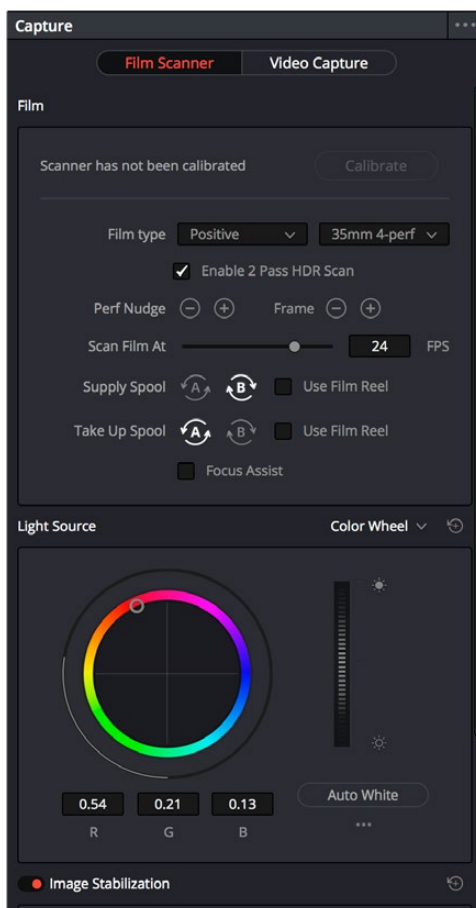 Capture
Film Scanner Video Capture
Film
Scanner has not been calibrated Calibrate
Film type Positive 35mm 4-perf
Enable 2 Pass HDR Scan
Perf Nudge Frame
Scan Film At 24 FPS
Supply Spool A B Use Film Reel
Take Up Spool A B Use Film Reel
Focus Assist
Light Source Color Wheel
0.54 0.21 0.13 Auto White
R G B
Image Stabilization